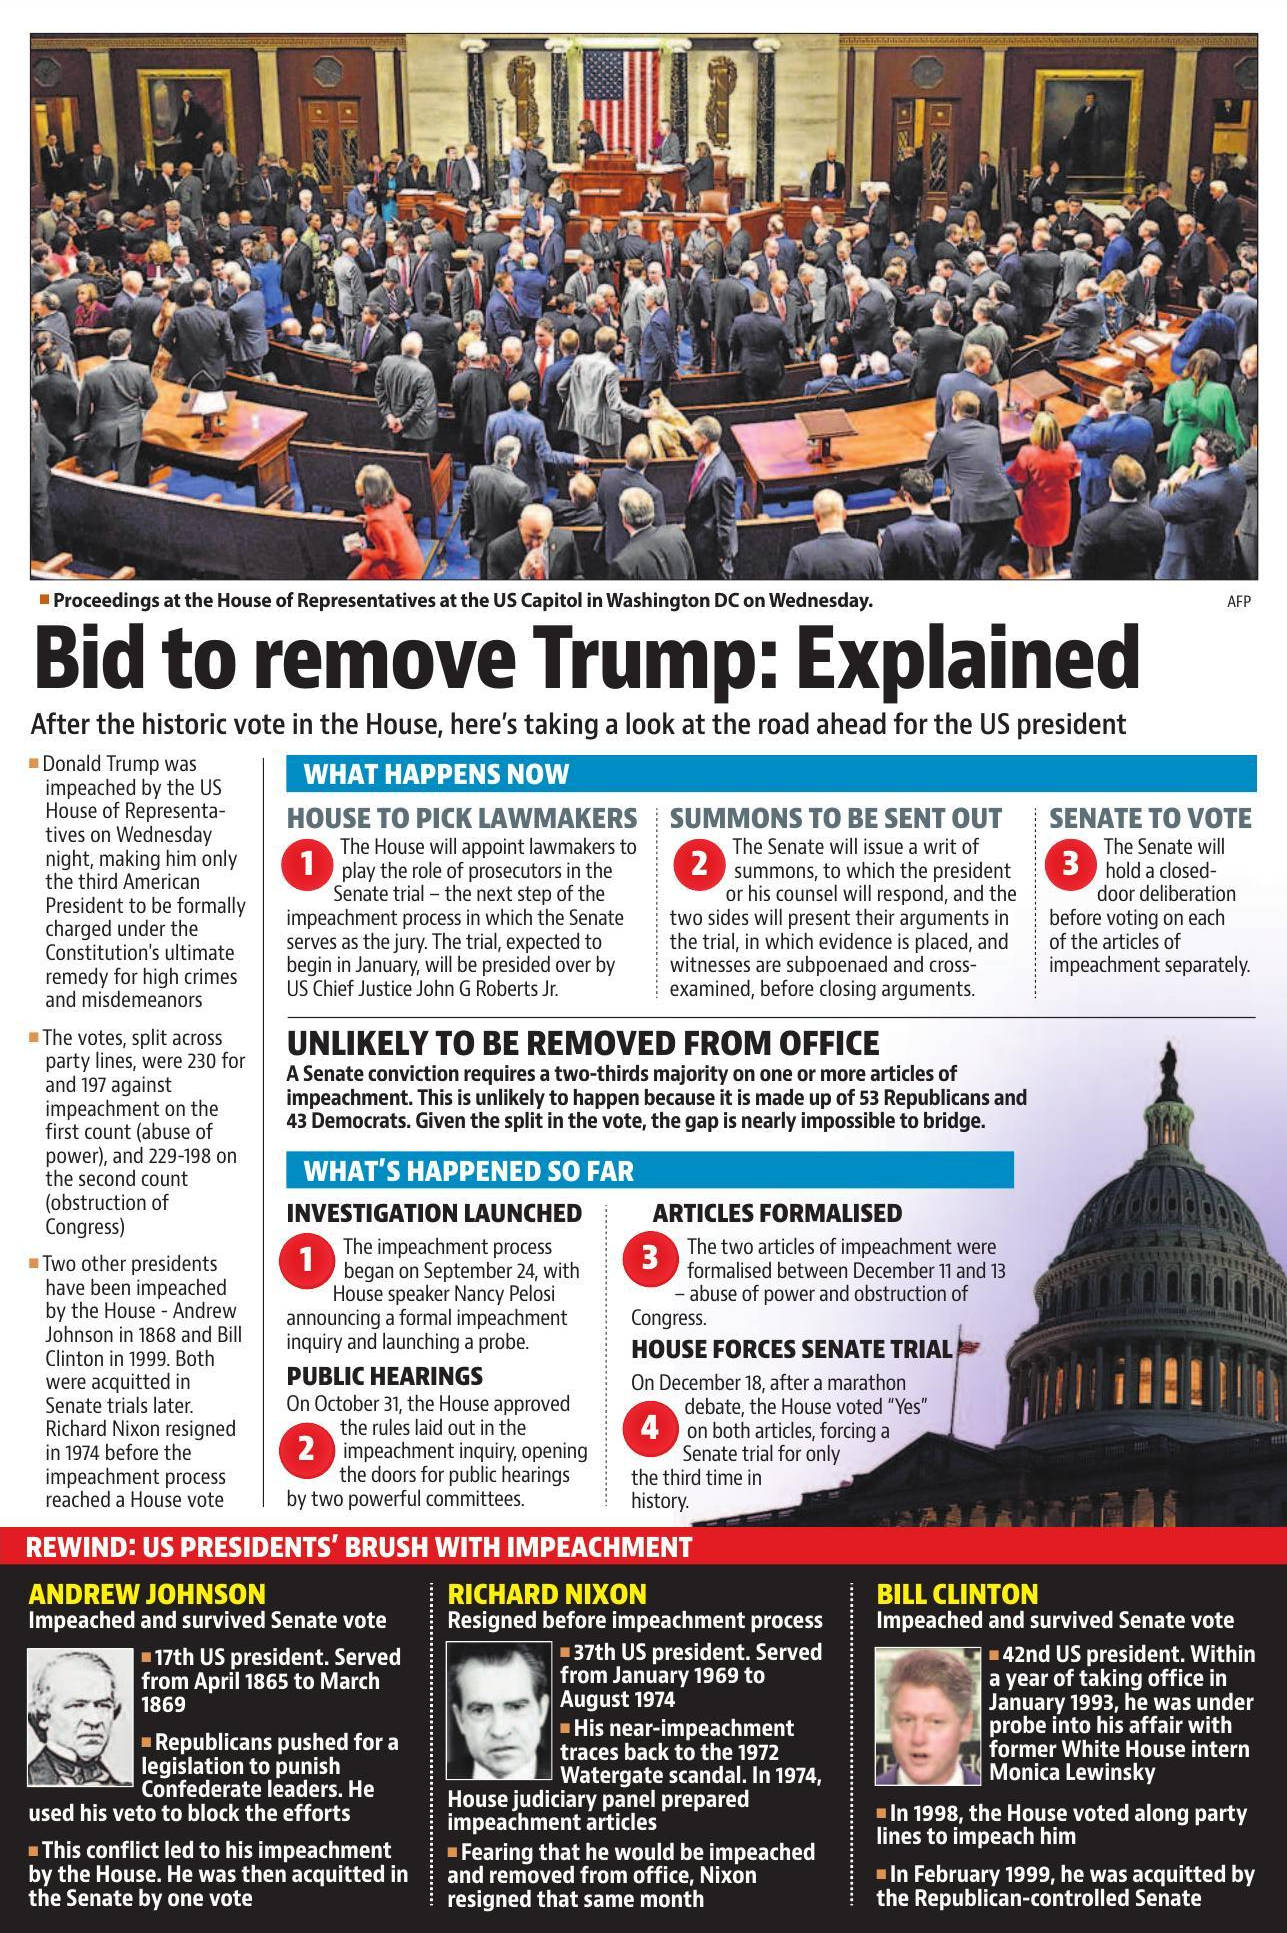 Proceedings at the House of Representatives at the US Capitol in Washington DC on Wednesday.
AFP
Bid to remove Trump: Explained
After the historic vote in the House, here’s taking a look at the road ahead for the US president
Donald Trump was
impeached by the US
House of Representa-
tives on Wednesday
night, making him only
the third American
President to be formally
charged under the
Constitution's ultimate
remedy for high crimes
and misdemeanors
The votes, split across
party lines, were 230 for
and 197 against
impeachment on the
first count (abuse of
power), and 229-198 on
the second count
(obstruction of
Congress)
Two other presidents
have been impeached
by the House - Andrew
Johnson in 1868 and Bill
Clinton in 1999. Both
were acquitted in
Senate trials later.
Richard Nixon resigned
in 1974 before the
impeachment process
reached a House vote
WHAT HAPPENS NOW
HOUSE TO PICK LAWMAKERS
1
The House will appoint lawmakers to
play the role of prosecutors in the
Senate trial – the next step of the
impeachment process in which the Senate
serves as the jury. The trial, expected to
begin in January, will be presided over by
US Chief Justice John G Roberts Jr.
SUMMONS TO BE SENT OUT
2
The Senate will issue a writ of
summons, to which the president
or his counsel will respond, and the
two sides will present their arguments in
the trial, in which evidence is placed, and
witnesses are subpoenaed and cross-
examined, before closing arguments.
SENATE TO VOTE
3
The Senate will
hold a closed-
door deliberation
before voting on each
of the articles of
impeachment separately.
UNLIKELY TO BE REMOVED FROM OFFICE
A Senate conviction requires a two-thirds majority on one or more articles of
impeachment. This is unlikely to happen because it is made up of 53 Republicans and
43 Democrats. Given the split in the vote, the gap is nearly impossible to bridge.
WHAT’S HAPPENED SO FAR
INVESTIGATION LAUNCHED
1
The impeachment process
began on September 24, with
House speaker Nancy Pelosi
announcing a formal impeachment
inquiry and launching a probe.
PUBLIC HEARINGS
On October 31, the House approved
2
the rules laid out in the
impeachment inquiry, opening
the doors for public hearings
by two powerful committees.
ARTICLES FORMALISED
3
The two articles of impeachment were
formalised between December 11 and 13
– abuse of power and obstruction of
Congress.
HOUSE FORCES SENATE TRIAL
On December 18, after a marathon
4
debate, the House voted “Yes”
on both articles, forcing a
Senate trial for only
the third time in
history.
REWIND: US PRESIDENTS’ BRUSH WITH IMPEACHMENT
ANDREW JOHNSON
Impeached and survived Senate vote
17th US president. Served
from April 1865 to March
1869
Republicans pushed for a
legislation to punish
Confederate leaders. He
used his veto to block the efforts
This conflict led to his impeachment
by the House. He was then acquitted in
the Senate by one vote
RICHARD NIXON
Resigned before impeachment process
37th US president. Served
from January 1969 to
August 1974
His near-impeachment
traces back to the 1972
Watergate scandal. In 1974,
House judiciary panel prepared
impeachment articles
Fearing that he would be impeached
and removed from office, Nixon
resigned that same month
BILL CLINTON
Impeached and survived Senate vote
42nd US president. Within
a year of taking office in
January 1993, he was under
probe into his affair with
former White House intern
Monica Lewinsky
In 1998, the House voted along party
lines to impeach him
In February 1999, he was acquitted by
the Republican-controlled Senate